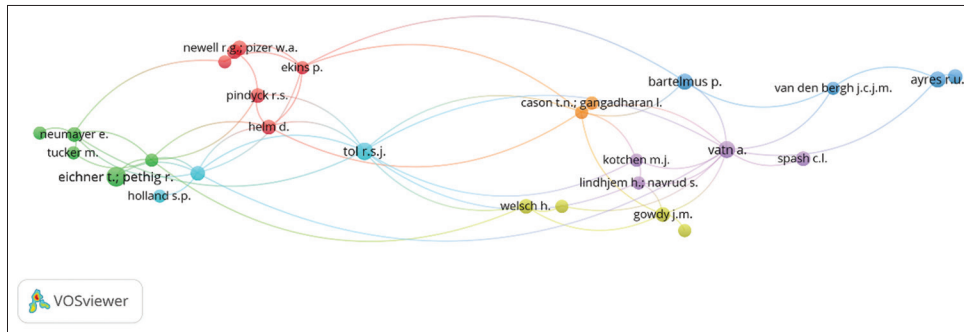 newell r.g.; pizer w.a.
ekins p.
pindyck r.s.
helm d.
neumayer e.
tucker m.
eichner t.; pethig r.
holland s.p.
tol r.s.j.
cason t.n.; gangadharan l.
bartelmus p.
van den bergh j.c.j.m.
ayres r.u.
kotchen m.j.
vatn a.
spash c.l.
lindhjem h.; navrud s.
welsch h.
gowdy j.m.
VOSviewer